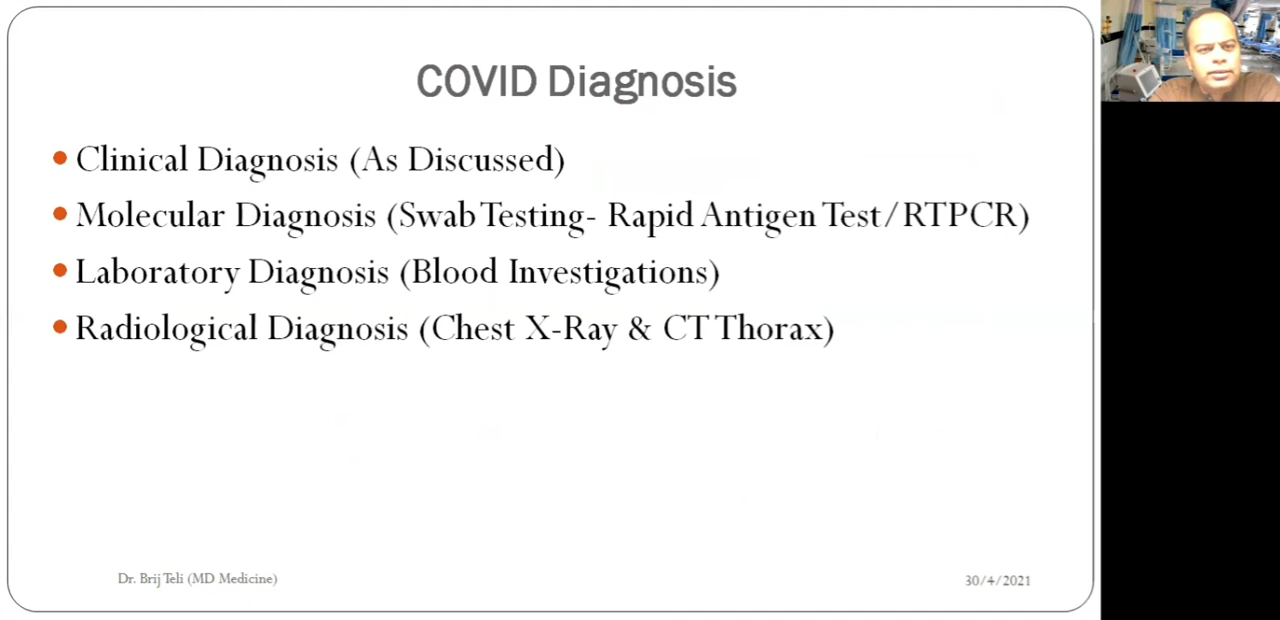 COVID Diagnosis
Clinical Diagnosis (As Discussed)
Molecular Diagnosis (Swab Testing- Rapid Antigen Test/RTPCR)
Laboratory Diagnosis (Blood Investigations)
Radiological Diagnosis (Chest X-Ray & CT Thorax)
Dr. Brij Teli (MD Medicine)
30/4/2021